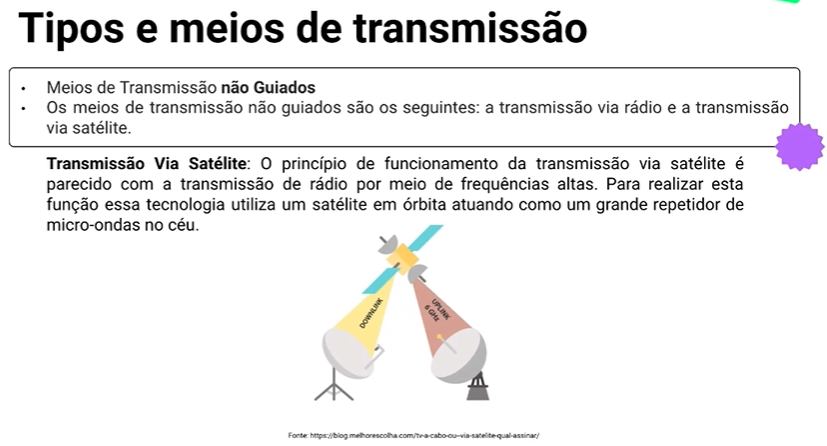 Tipos e meios de transmissão
• Meios de Transmissão não Guiados
• Os meios de transmissão não guiados são os seguintes: a transmissão via rádio e a transmissão
via satélite.
Transmissão Via Satélite: O princípio de funcionamento da transmissão via satélite é
parecido com a transmissão de rádio por meio de frequências altas. Para realizar esta
função essa tecnologia utiliza um satélite em órbita atuando como um grande repetidor de
micro-ondas no céu.
DOWNLINK
UPLINK
6 GHz
Fonte: https://blog.melhorescolha.com/tv-a-cabo-ou-via-satelite-qual-assinar/